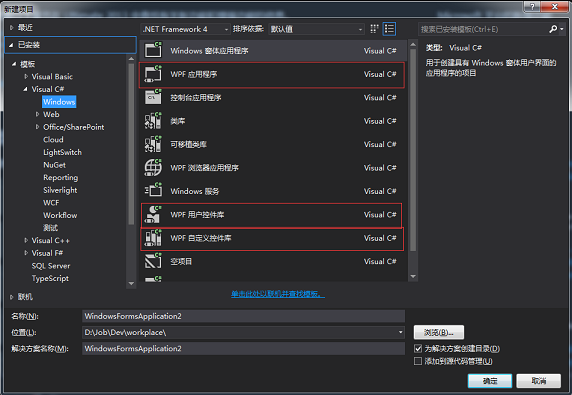 新建项目
最近
.NET Framework 4 排序依据: 默认值
搜索已安装模板(Ctrl+E)
已安装
模板
Visual Basic
Visual C#
Windows
Web
Office/SharePoint
Cloud
LightSwitch
NuGet
Reporting
Silverlight
WCF
Workflow
测试
Visual C++
Visual F#
SQL Server
TypeScript
联机
Windows 窗体应用程序 Visual C#
WPF 应用程序 Visual C#
控制台应用程序 Visual C#
类库 Visual C#
可移植类库 Visual C#
WPF 浏览器应用程序 Visual C#
Windows 服务 Visual C#
WPF 用户控件库 Visual C#
WPF 自定义控件库 Visual C#
空项目 Visual C#
单击此处以联机并查找模板。
类型: Visual C#
用于创建具有 Windows 窗体用户界面的
应用程序的项目
名称(N): WindowsFormsApplication2
位置(L): D:\Job\Dev\workplace\ 浏览(B)...
解决方案名称(M): WindowsFormsApplication2
为解决方案创建目录(D)
添加到源代码管理(U)
确定 取消